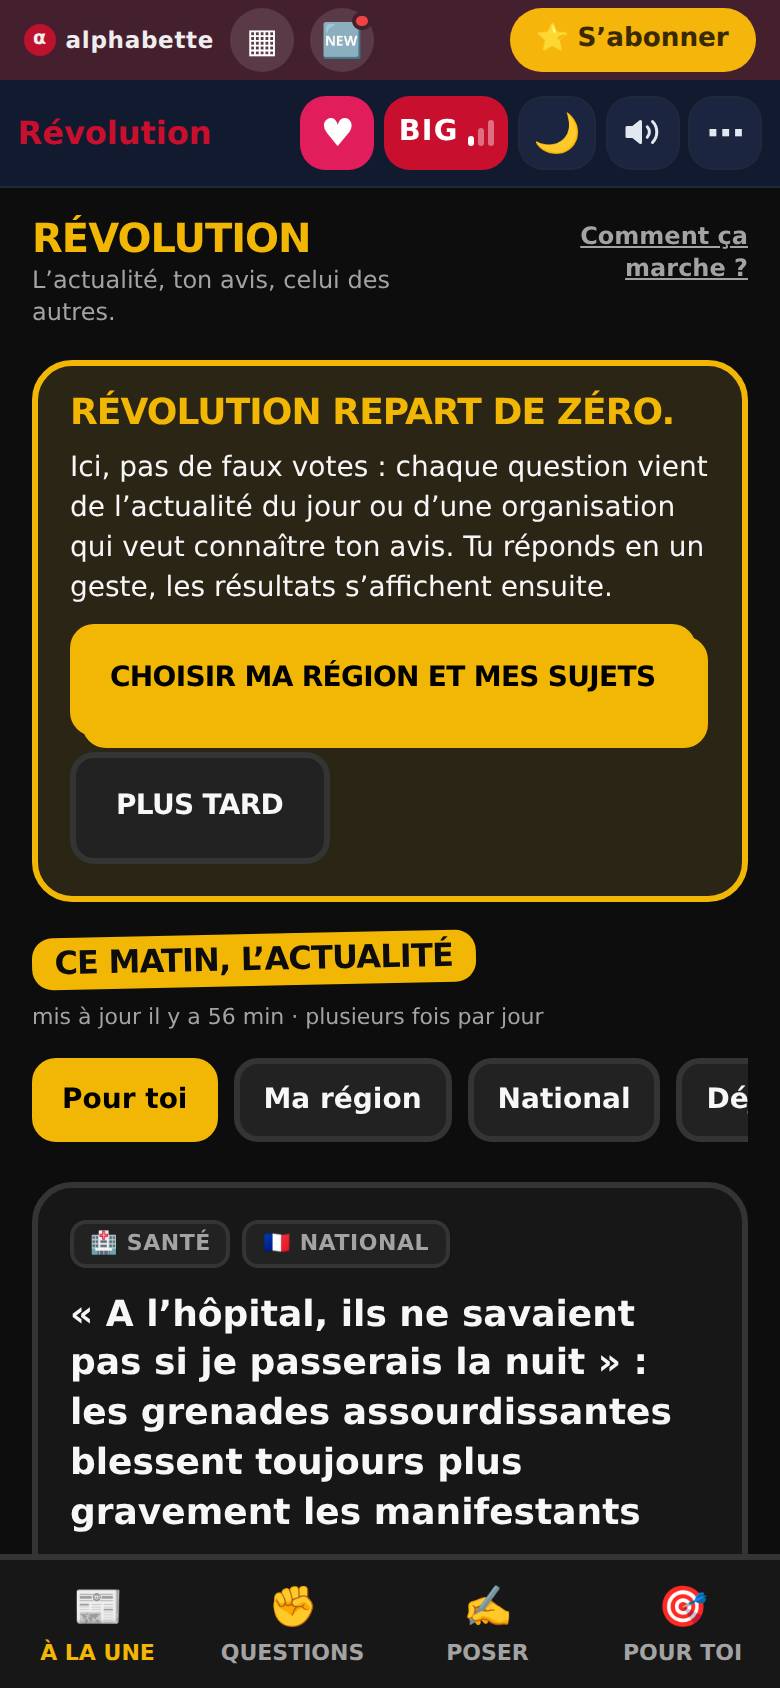 α alphabette
NEW
⭐ S’abonner
Révolution
BIG
RÉVOLUTION
Comment ça
marche ?
L’actualité, ton avis, celui des
autres.
RÉVOLUTION REPART DE ZÉRO.
Ici, pas de faux votes : chaque question vient
de l’actualité du jour ou d’une organisation
qui veut connaître ton avis. Tu réponds en un
geste, les résultats s’affichent ensuite.
CHOISIR MA RÉGION ET MES SUJETS
PLUS TARD
CE MATIN, L’ACTUALITÉ
mis à jour il y a 56 min · plusieurs fois par jour
Pour toi
Ma région
National
Dé
SANTÉ
NATIONAL
« A l’hôpital, ils ne savaient
pas si je passerais la nuit » :
les grenades assourdissantes
blessent toujours plus
gravement les manifestants
À LA UNE
QUESTIONS
POSER
POUR TOI